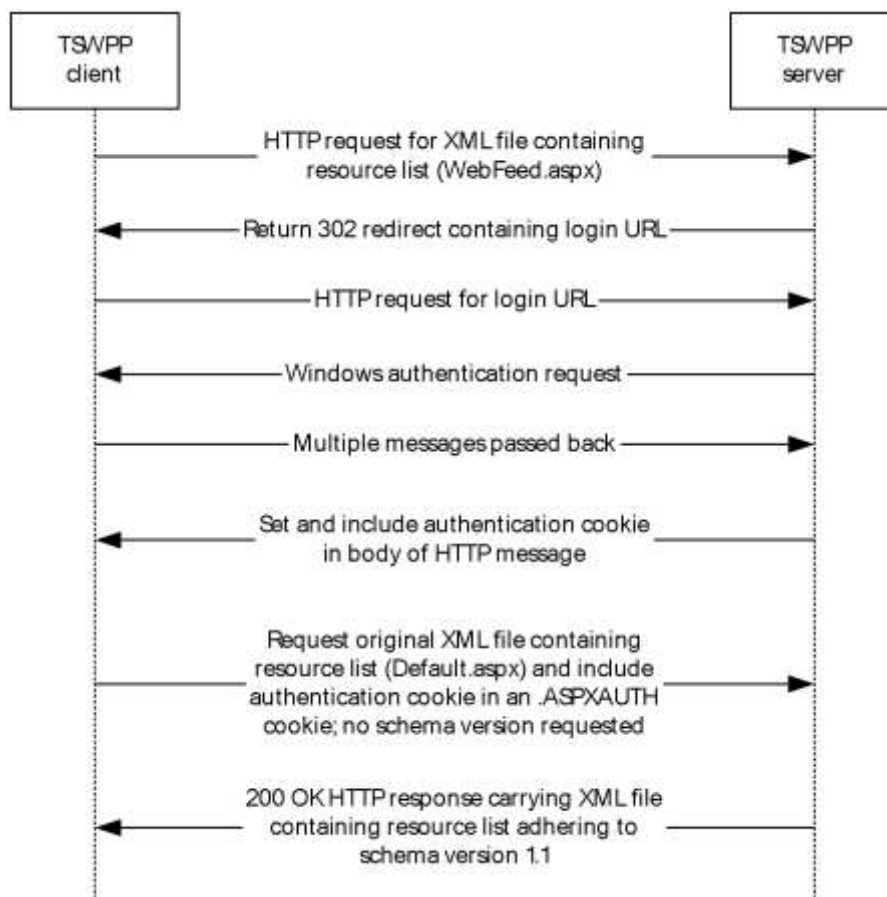 TSWPP
client
TSWPP
server
HTTP request for XML file containing
resource list (WebFeed.aspx)
Return 302 redirect containing login URL
HTTP request for login URL
Windows authentication request
Multiple messages passed back
Set and include authentication cookie
in body of HTTP message
Request original XML file containing
resource list (Default.aspx) and include
authentication cookie in an .ASPXAUTH
cookie; no schema version requested
200 OK HTTP response carrying XML file
containing resource list adhering to
schema version 1.1